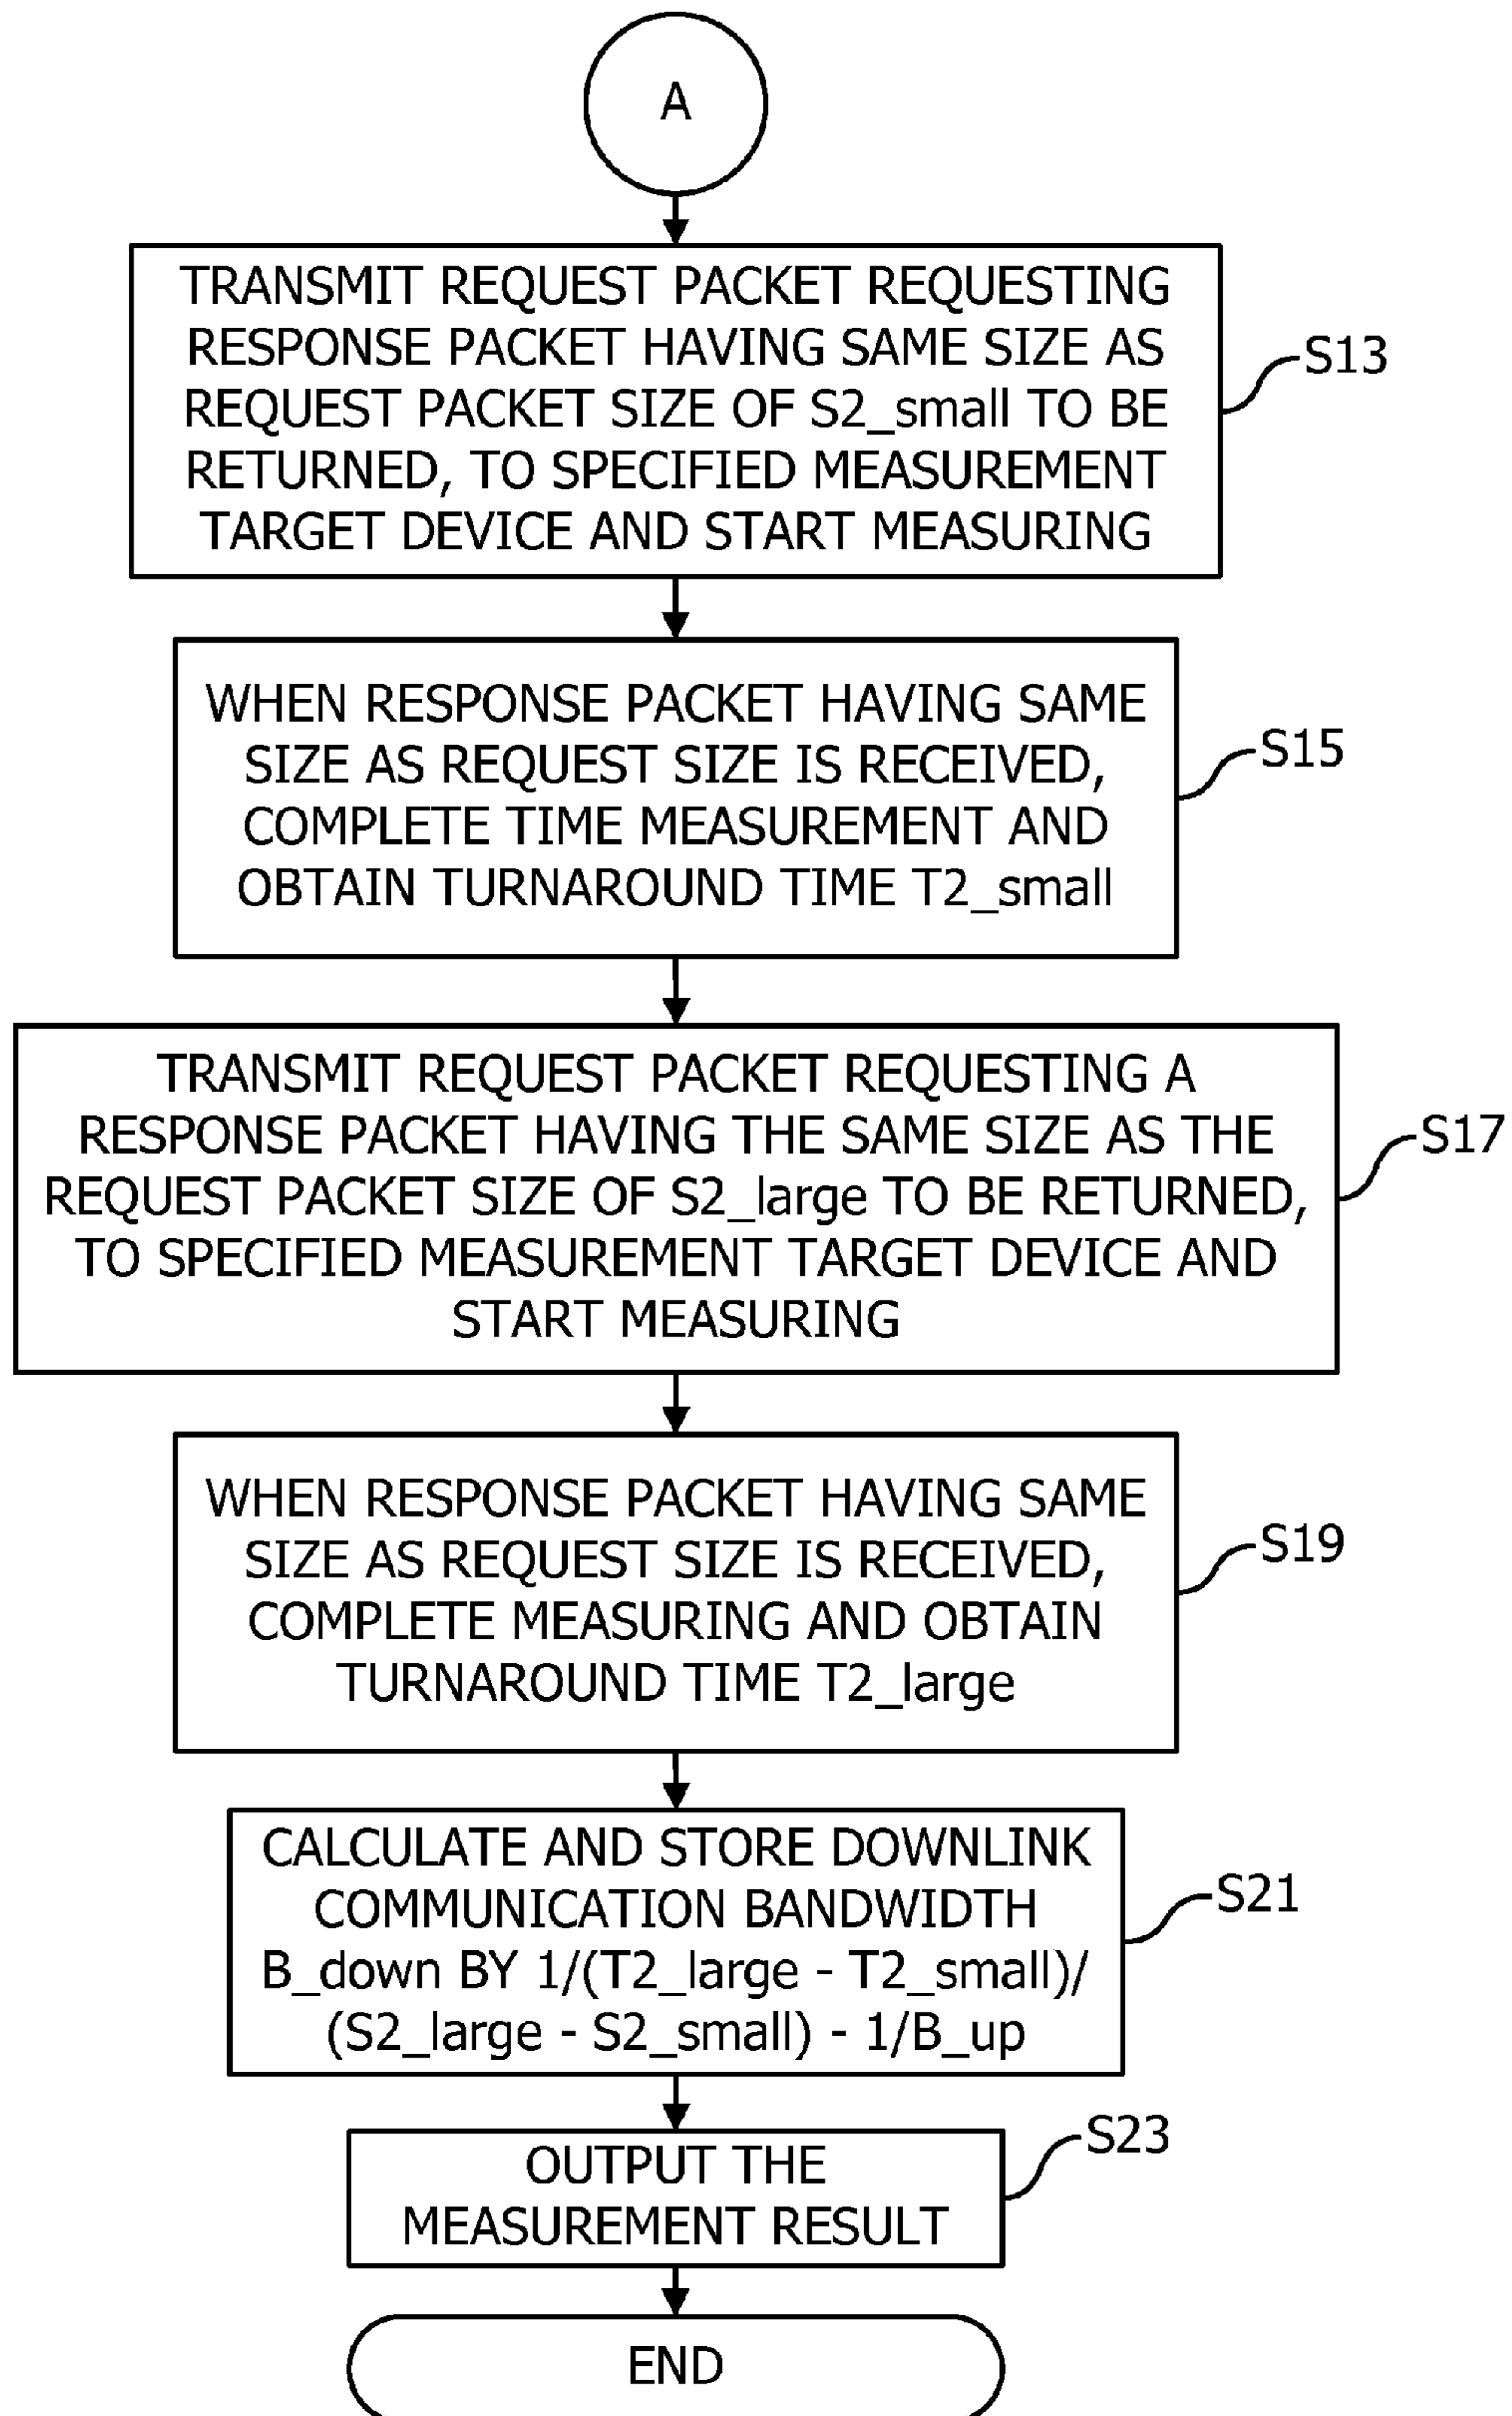 A
TRANSMIT REQUEST PACKET REQUESTING
RESPONSE PACKET HAVING SAME SIZE AS
REQUEST PACKET SIZE OF S2_small TO BE
RETURNED, TO SPECIFIED MEASUREMENT
TARGET DEVICE AND START MEASURING
S13
WHEN RESPONSE PACKET HAVING SAME
SIZE AS REQUEST SIZE IS RECEIVED,
COMPLETE TIME MEASUREMENT AND
OBTAIN TURNAROUND TIME T2_small
S15
TRANSMIT REQUEST PACKET REQUESTING A
RESPONSE PACKET HAVING THE SAME SIZE AS THE
REQUEST PACKET SIZE OF S2_large TO BE RETURNED,
TO SPECIFIED MEASUREMENT TARGET DEVICE AND
START MEASURING
S17
WHEN RESPONSE PACKET HAVING SAME
SIZE AS REQUEST SIZE IS RECEIVED,
COMPLETE MEASURING AND OBTAIN
TURNAROUND TIME T2_large
S19
CALCULATE AND STORE DOWNLINK
COMMUNICATION BANDWIDTH
B_down BY 1/(T2_large - T2_small)/
(S2_large - S2_small) - 1/B_up
S21
OUTPUT THE
MEASUREMENT RESULT
S23
END